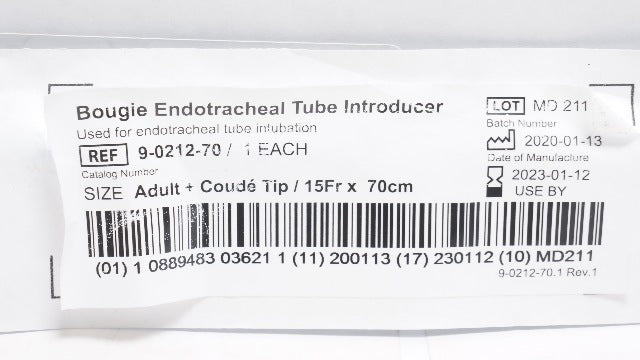 Bougie Endotracheal Tube Introducer
Used for endotracheal tube intubation
REF 9-0212-70 / 1 EACH
Catalog Number
SIZE Adult + Coudé Tip / 15Fr x 70cm
LOT MD 211
Batch Number
2020-01-13
Date of Manufacture
2023-01-12
USE BY
(01) 1 0889483 03621 1 (11) 200113 (17) 230112 (10) MD211
9-0212-70.1 Rev.1